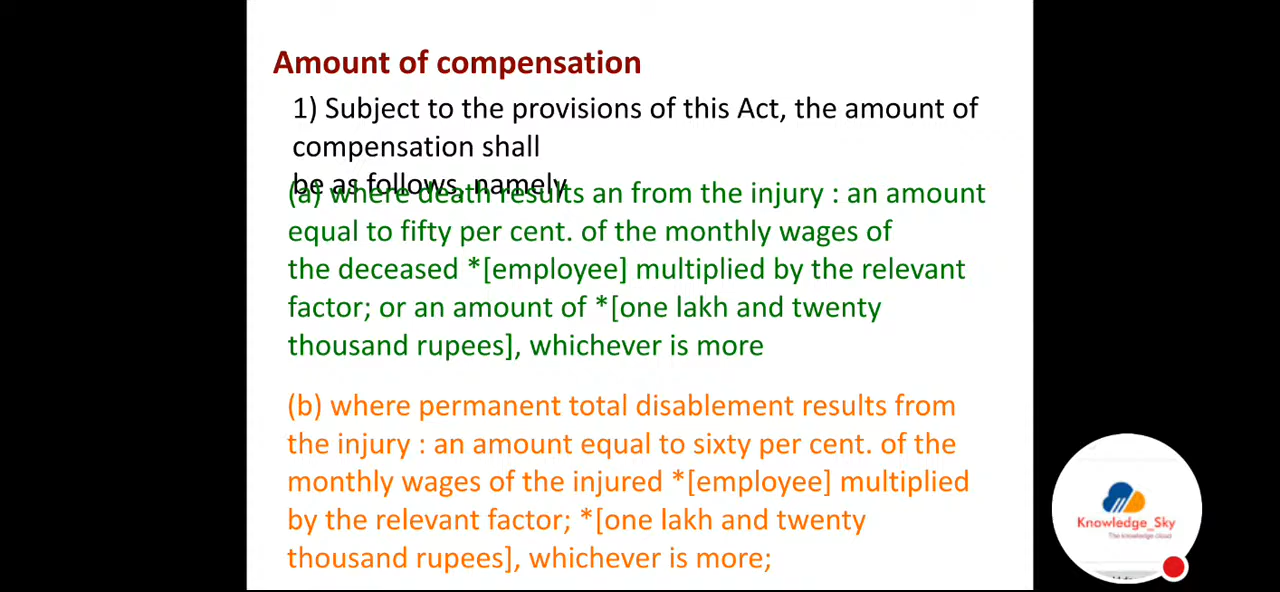 Amount of compensation
1) Subject to the provisions of this Act, the amount of
compensation shall
be as follows, namely
(a) where death results an from the injury : an amount
equal to fifty per cent. of the monthly wages of
the deceased *[employee] multiplied by the relevant
factor; or an amount of *[one lakh and twenty
thousand rupees], whichever is more
(b) where permanent total disablement results from
the injury : an amount equal to sixty per cent. of the
monthly wages of the injured *[employee] multiplied
by the relevant factor; *[one lakh and twenty
thousand rupees], whichever is more;
Knowledge_Sky
The knowledge cloud